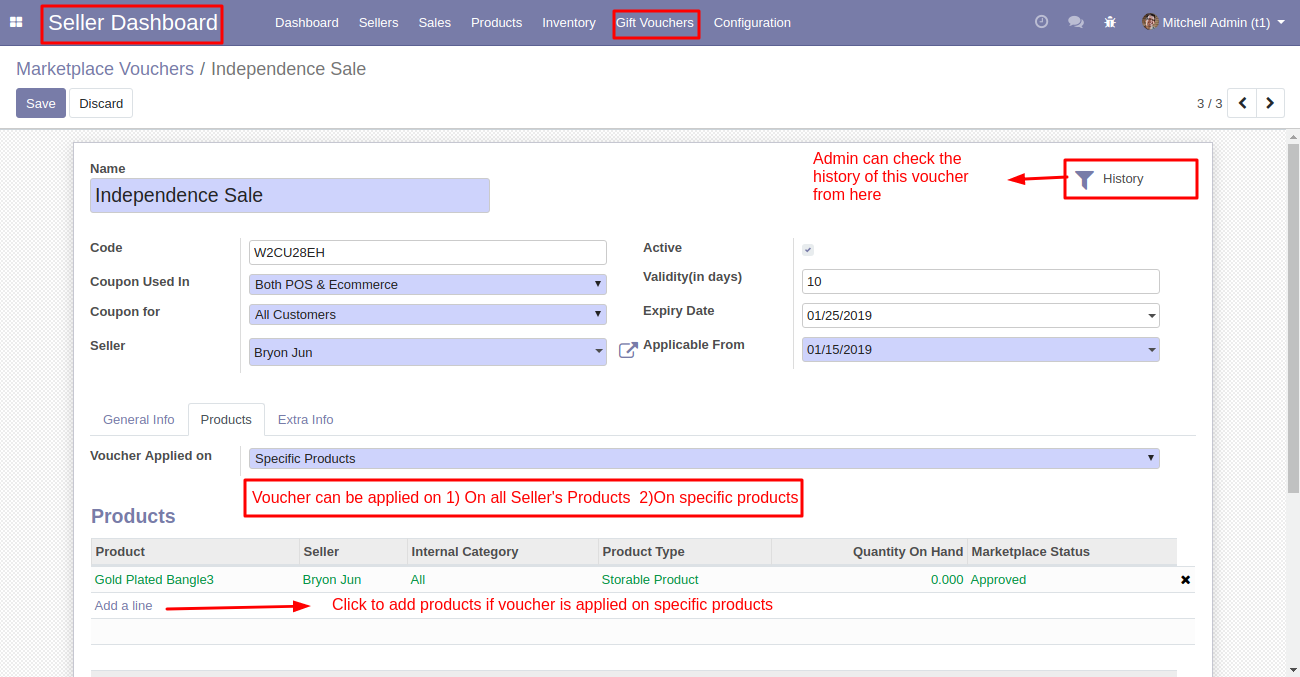 Seller Dashboard Dashboard Sellers Sales Products Inventory Gift Vouchers Configuration Mitchell Admin (t1)
Marketplace Vouchers / Independence Sale
Save Discard 3 / 3
Admin can check the
history of this voucher
from here
History
Name
Independence Sale
Code W2CU28EH
Coupon Used In Both POS & Ecommerce
Coupon for All Customers
Seller Bryon Jun
Active
Validity(in days) 10
Expiry Date 01/25/2019
Applicable From 01/15/2019
General Info Products Extra Info
Voucher Applied on Specific Products
Voucher can be applied on 1) On all Seller's Products 2)On specific products
Products
Product Seller Internal Category Product Type Quantity On Hand Marketplace Status
Gold Plated Bangle3 Bryon Jun All Storable Product 0.000 Approved
Add a line Click to add products if voucher is applied on specific products